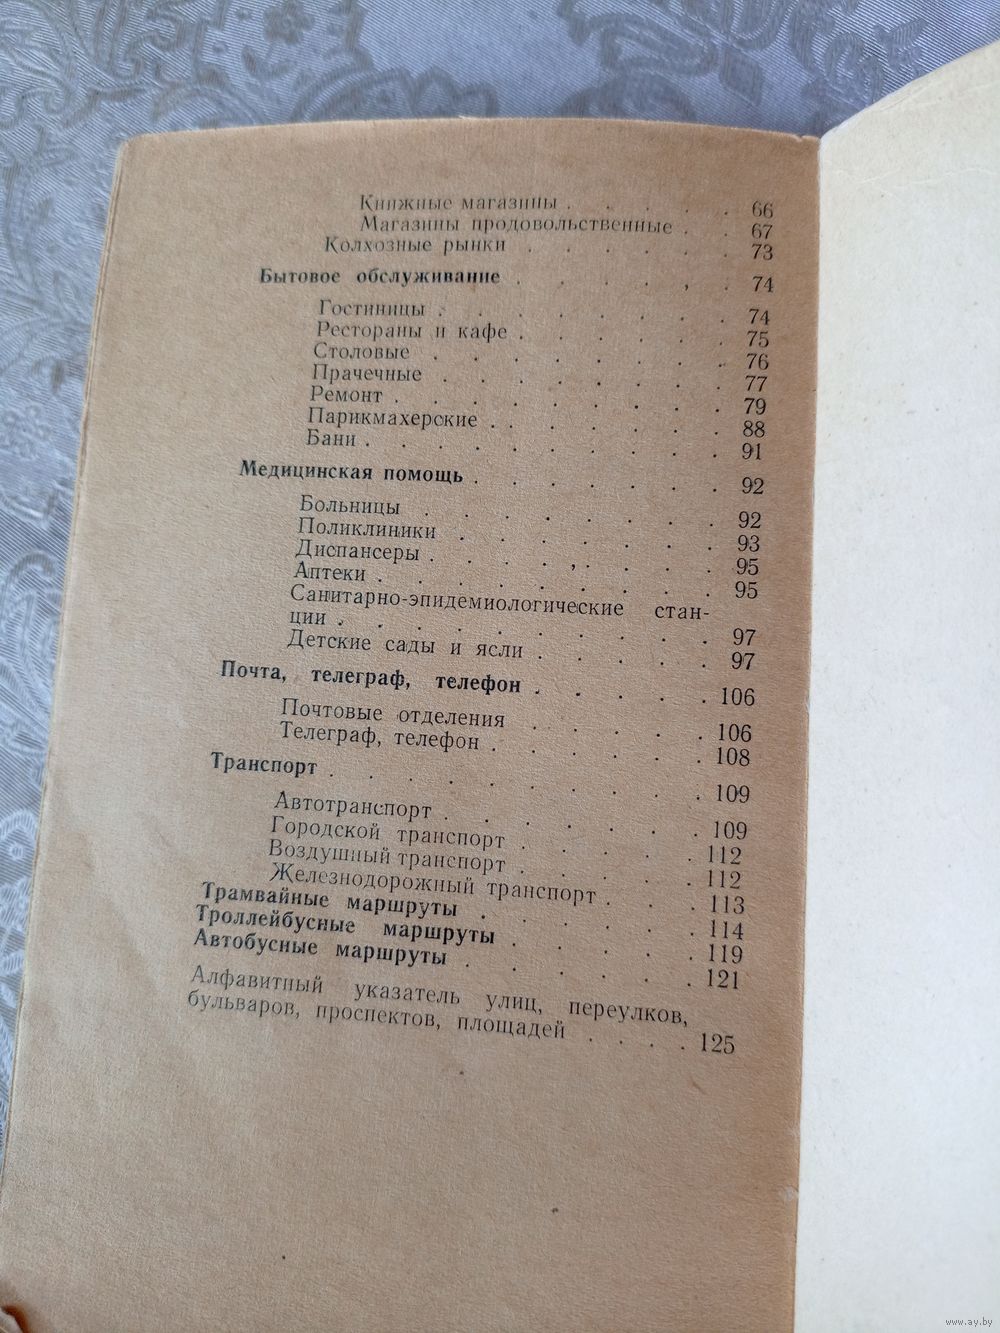 Книжные магазины . . . . . 66
Магазины продовольственные . . 67
Колхозные рынки . . . . . . 73
Бытовое обслуживание . . . . . . 74
Гостиницы . . . . . . . . 74
Рестораны и кафе . . . . . . 75
Столовые . . . . . . . . 76
Прачечные . . . . . . . . 77
Ремонт . . . . . . . . . 79
Парикмахерские . . . . . . . 88
Бани . . . . . . . . . . 91
Медицинская помощь . . . . . . . 92
Больницы . . . . . . . . 92
Поликлиники . . . . . . . 93
Диспансеры . . . . . . . . 95
Аптеки . . . . . . . . . 95
Санитарно-эпидемиологические стан-
ции . . . . . . . . . . 97
Детские сады и ясли . . . . . 97
Почта, телеграф, телефон . . . . . 106
Почтовые отделения . . . . . 106
Телеграф, телефон . . . . . . 108
Транспорт . . . . . . . . . . 109
Автотранспорт . . . . . . . 109
Городской транспорт . . . . . 112
Воздушный транспорт . . . . . 112
Железнодорожный транспорт . . . 113
Трамвайные маршруты . . . . . . 114
Троллейбусные маршруты . . . . . 119
Автобусные маршруты . . . . . . 121
Алфавитный указатель улиц, переулков,
бульваров, проспектов, площадей . . . . 125
www.ay.by